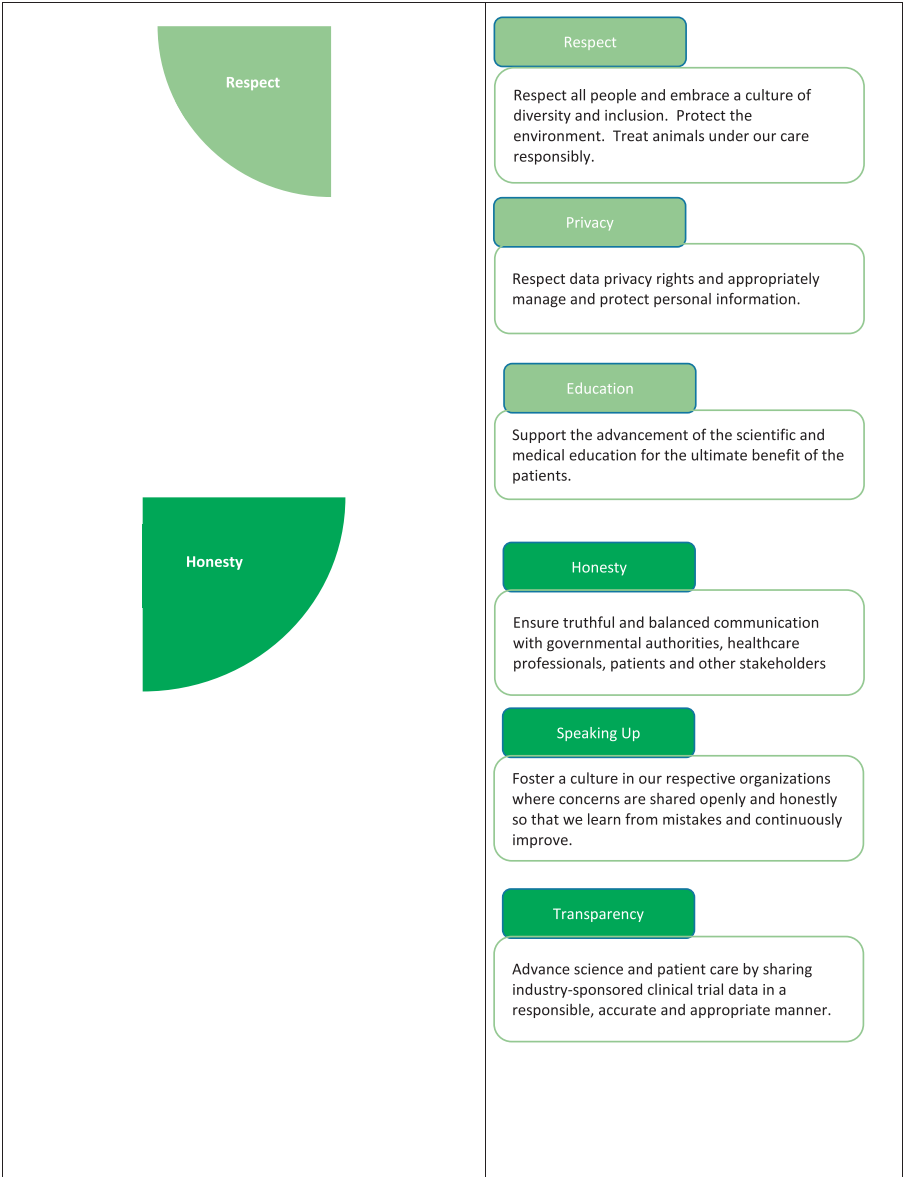 Respect
Respect
Respect all people and embrace a culture of
diversity and inclusion.  Protect the
environment.  Treat animals under our care
responsibly.
Privacy
Respect data privacy rights and appropriately
manage and protect personal information.
Education
Support the advancement of the scientific and
medical education for the ultimate benefit of the
patients.
Honesty
Honesty
Ensure truthful and balanced communication
with governmental authorities, healthcare
professionals, patients and other stakeholders
Speaking Up
Foster a culture in our respective organizations
where concerns are shared openly and honestly
so that we learn from mistakes and continuously
improve.
Transparency
Advance science and patient care by sharing
industry-sponsored clinical trial data in a
responsible, accurate and appropriate manner.